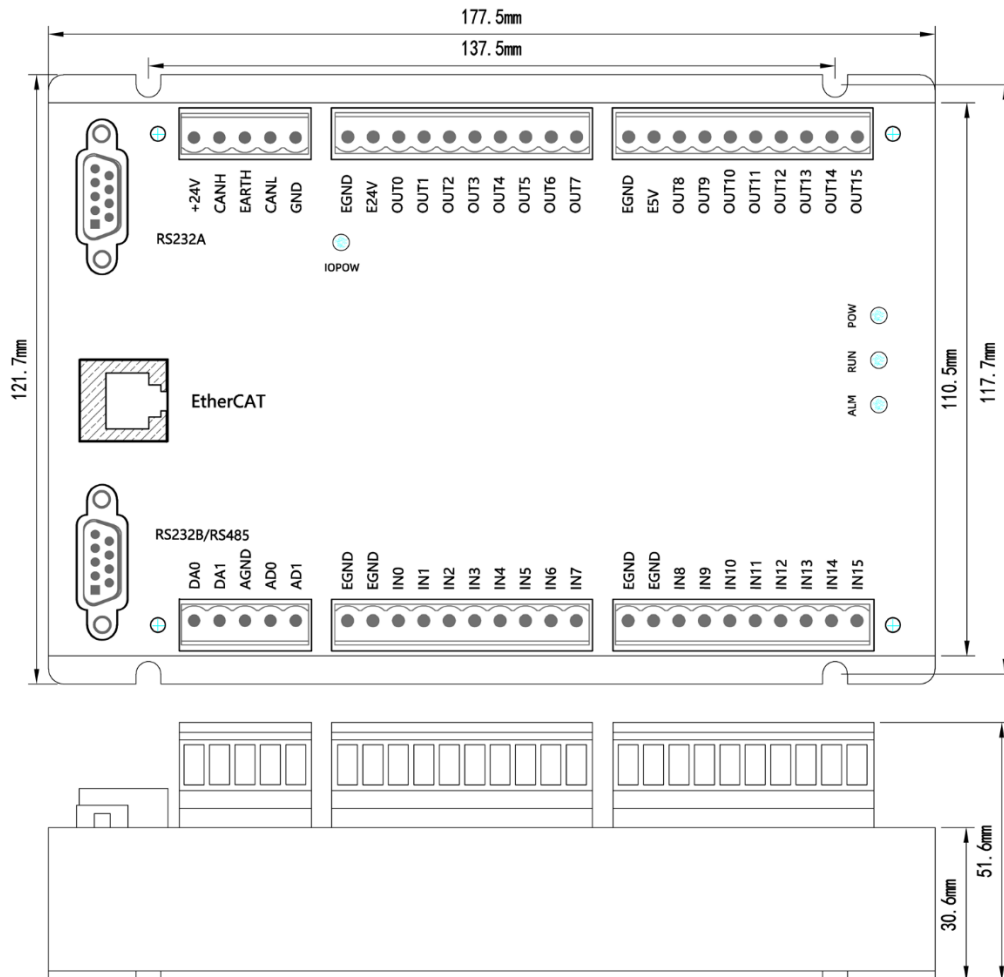 177.5mm
137.5mm
+24V
CANH
EARTH
CANL
GND
EGND
E24V
OUT0
OUT1
OUT2
OUT3
OUT4
OUT5
OUT6
OUT7
EGND
E5V
OUT8
OUT9
OUT10
OUT11
OUT12
OUT13
OUT14
OUT15
RS232A
IOPOW
POW
RUN
ALM
121.7mm
110.5mm
117.7mm
EtherCAT
RS232B/RS485
DA0
DA1
AGND
AD0
AD1
EGND
EGND
IN0
IN1
IN2
IN3
IN4
IN5
IN6
IN7
EGND
EGND
IN8
IN9
IN10
IN11
IN12
IN13
IN14
IN15
30.6mm
51.6mm